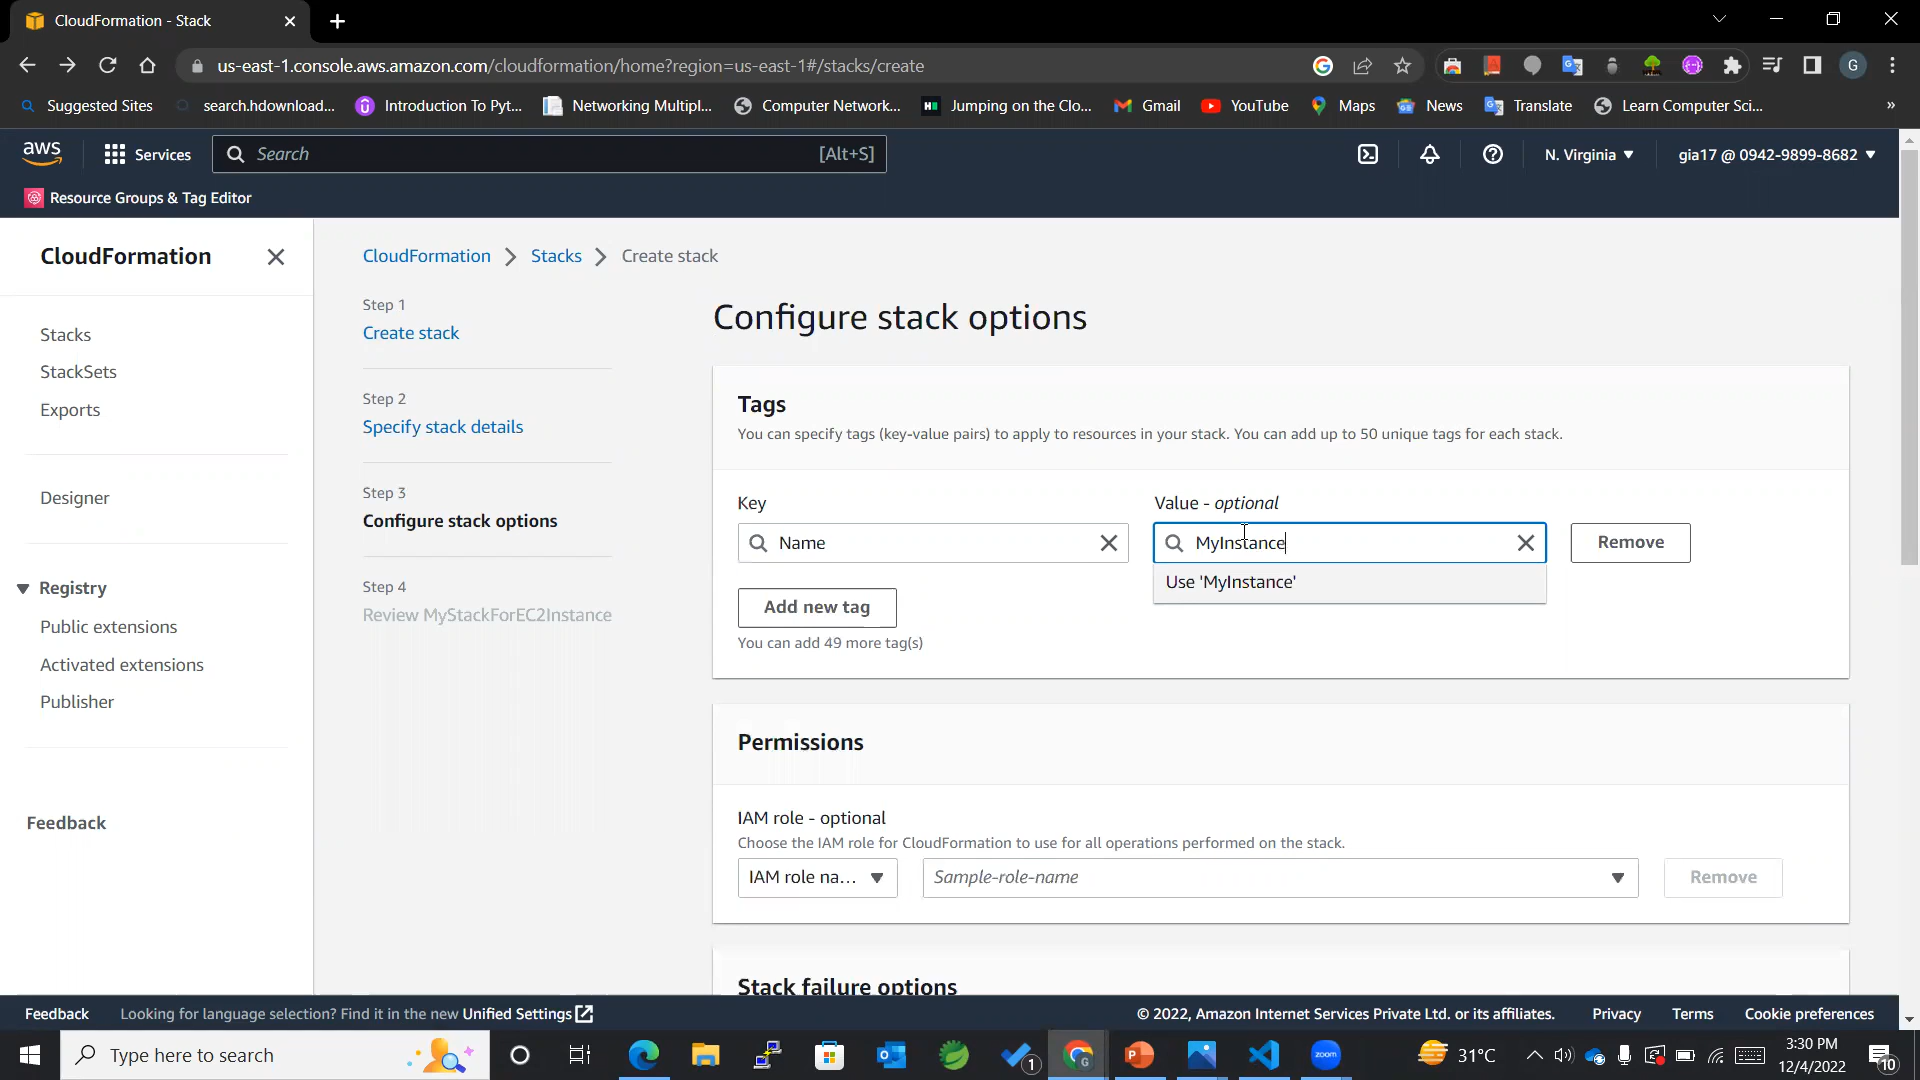 CloudFormation - Stack
us-east-1.console.aws.amazon.com/cloudformation/home?region=us-east-1#/stacks/create
G
Suggested Sites
search.hdownload...
Introduction To Pyt...
Networking Multipl...
Computer Network...
Jumping on the Clo...
Gmail
YouTube
Maps
News
Translate
Learn Computer Sci...
»
aws
Services
Search
[Alt+S]
N. Virginia
gia17 @ 0942-9899-8682
Resource Groups & Tag Editor
CloudFormation
Stacks
StackSets
Exports
Designer
Registry
Public extensions
Activated extensions
Publisher
Feedback
CloudFormation
Stacks
Create stack
Step 1
Create stack
Step 2
Specify stack details
Step 3
Configure stack options
Step 4
Review MyStackForEC2Instance
Configure stack options
Tags
You can specify tags (key-value pairs) to apply to resources in your stack. You can add up to 50 unique tags for each stack.
Key
Value - optional
Name
MyInstance
Remove
Use 'MyInstance'
Add new tag
You can add 49 more tag(s)
Permissions
IAM role - optional
Choose the IAM role for CloudFormation to use for all operations performed on the stack.
IAM role na...
Sample-role-name
Remove
Stack failure options
Feedback
Looking for language selection? Find it in the new Unified Settings
© 2022, Amazon Internet Services Private Ltd. or its affiliates.
Privacy
Terms
Cookie preferences
Type here to search
1
zoom
31°C
3:30 PM
12/4/2022
10